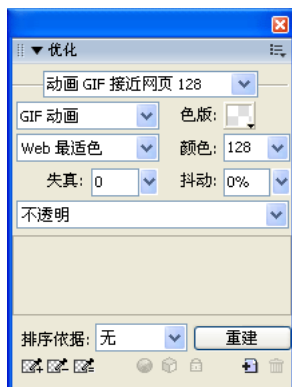 优化
动画 GIF 接近网页 128
GIF 动画
色版:
Web 最适色
颜色: 128
失真: 0
抖动: 0%
不透明
排序依据: 无
重建